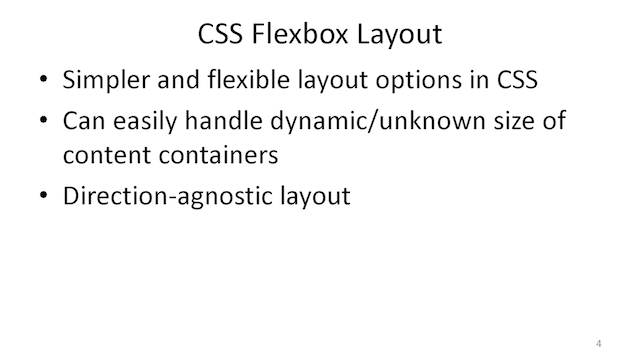 CSS Flexbox Layout
• Simpler and flexible layout options in CSS
• Can easily handle dynamic/unknown size of
content containers
• Direction-agnostic layout
4